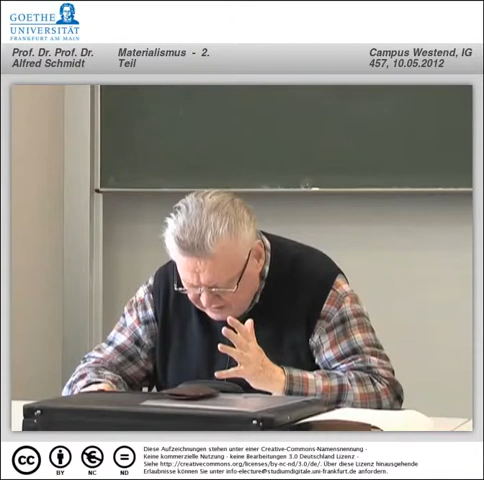 GOETHE
UNIVERSITÄT
FRANKFURT AM MAIN
Prof. Dr. Prof. Dr.
Alfred Schmidt
Materialismus - 2.
Teil
Campus Westend, IG
457, 10.05.2012
cc
BY
NC
ND
Diese Aufzeichnungen stehen unter einer Creative-Commons-Namensnennung -
Keine kommerzielle Nutzung - keine Bearbeitungen 3.0 Deutschland Lizenz -
Siehe http://creativecommons.org/licenses/by-nc-nd/3.0/de/. Über diese Lizenz hinausgehende
Erlaubnisse können Sie unter info-electure@studiumdigitale.uni-frankfurt.de anfordern.